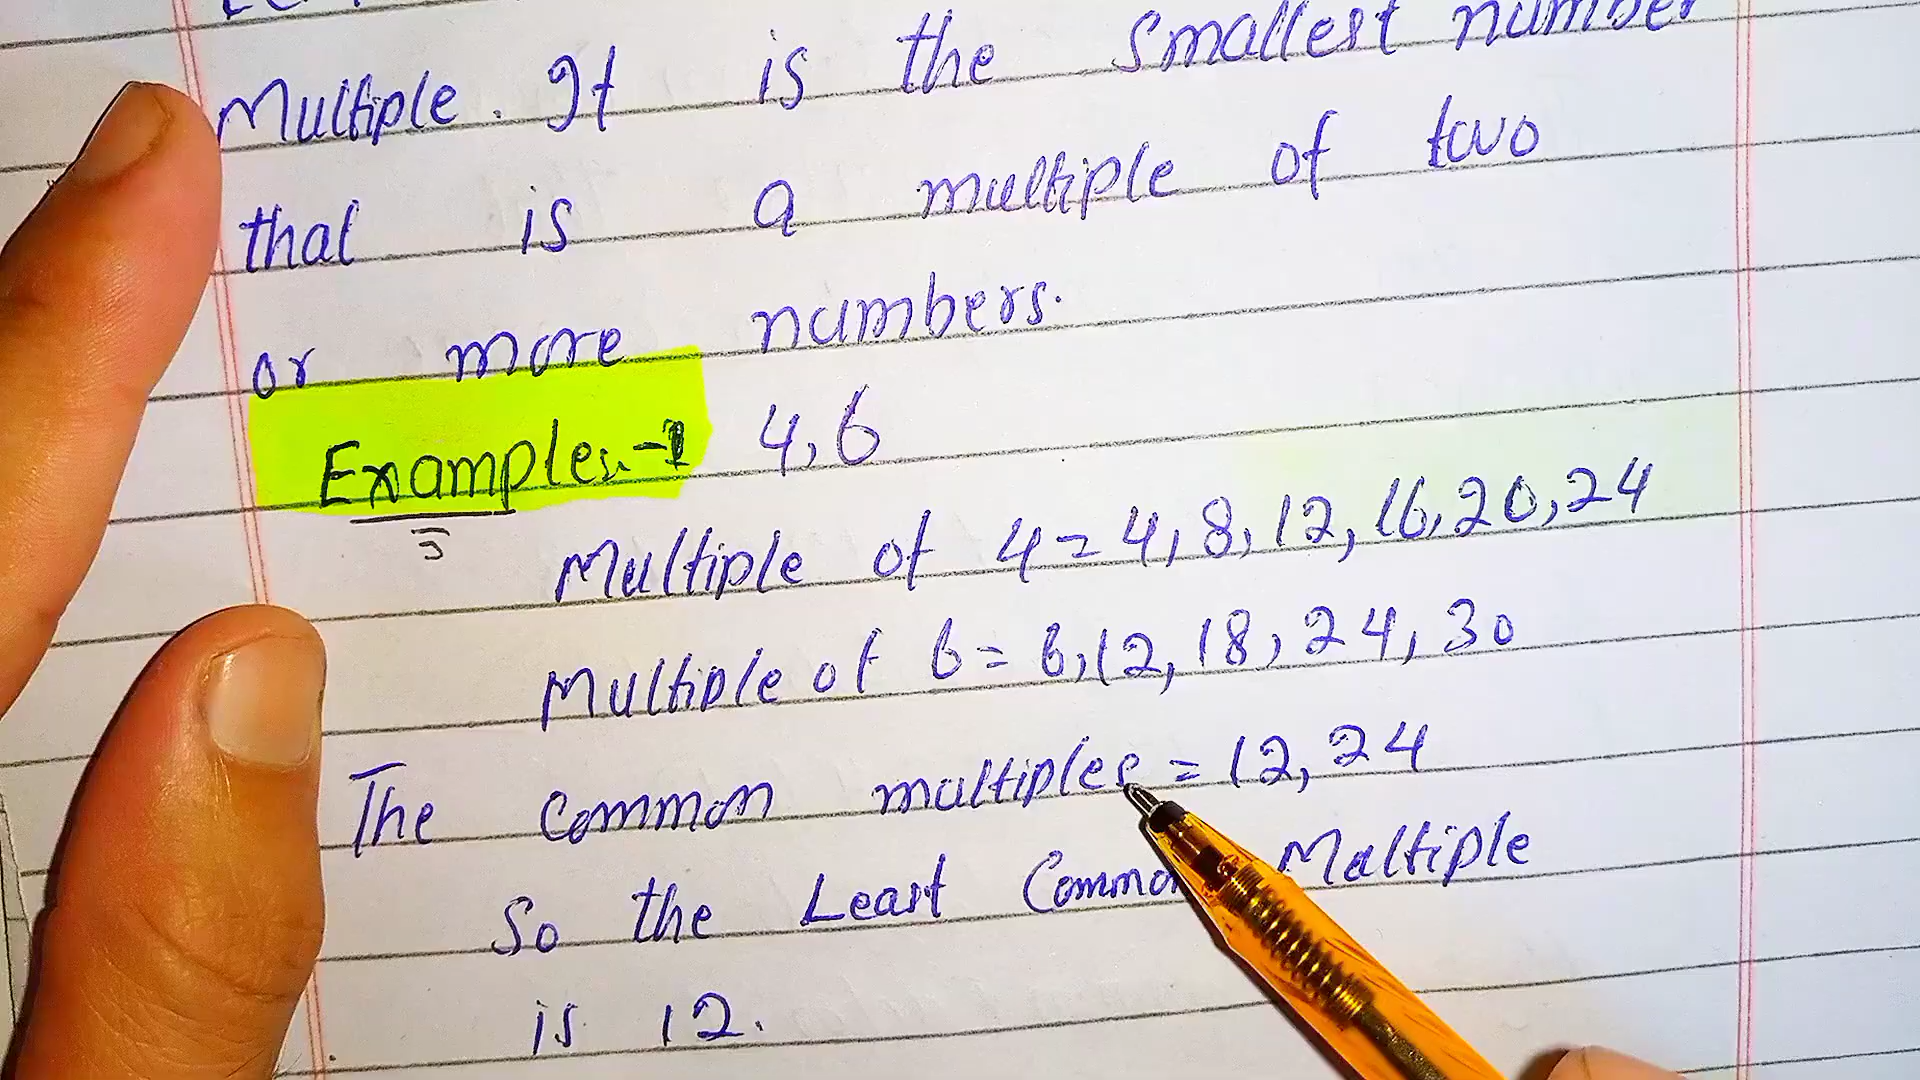 Multiple. It is the smallest number
that is a multiple of two
or more numbers.
Examples-1 4,6
Multiple of 4=4,8,12,16,20,24
Multiple of 6=6,12,18,24,30
The Common multiples=12,24
So the Least Common Multiple
is 12.